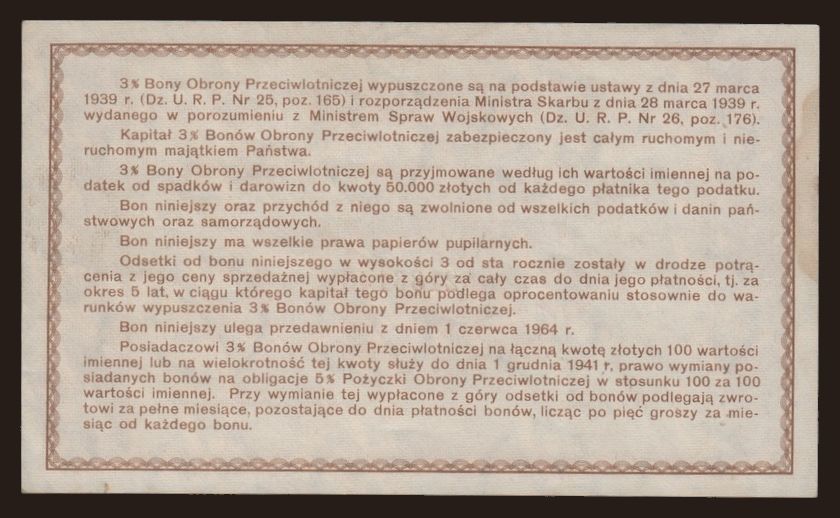 3% Bony Obrony Przeciwlotniczej wypuszczone są na podstawie ustawy z dnia 27 marca
1939 r. (Dz. U. R. P. Nr 25, poz. 165) i rozporządzenia Ministra Skarbu z dnia 28 marca 1939 r.
wydanego w porozumieniu z Ministrem Spraw Wojskowych (Dz. U. R. P. Nr 26, poz. 176).
Kapitał 3% Bonów Obrony Przeciwlotniczej zabezpieczony jest całym ruchomym i nie-
ruchomym majątkiem Państwa.
3% Bony Obrony Przeciwlotniczej są przyjmowane według ich wartości imiennej na po-
datek od spadków i darowizn do kwoty 50.000 złotych od każdego płatnika tego podatku.
Bon niniejszy oraz przychód z niego są zwolnione od wszelkich podatków i danin pań-
stwowych oraz samorządowych.
Bon niniejszy ma wszelkie prawa papierów pupilarnych.
Odsetki od bonu niniejszego w wysokości 3 od sta rocznie zostały w drodze potrą-
cenia z jego ceny sprzedażnej wypłacone z góry za cały czas do dnia jego płatności, tj. za
okres 5 lat, w ciągu którego kapitał tego bonu podlega oprocentowaniu stosownie do wa-
runków wypuszczenia 3% Bonów Obrony Przeciwlotniczej.
Bon niniejszy ulega przedawnieniu z dniem 1 czerwca 1964 r.
Posiadaczowi 3% Bonów Obrony Przeciwlotniczej na łączną kwotę złotych 100 wartości
imiennej lub na wielokrotność tej kwoty służy do dnia 1 grudnia 1941 r, prawo wymiany po-
siadanych bonów na obligacje 5% Pożyczki Obrony Przeciwlotniczej w stosunku 100 za 100
wartości imiennej. Przy wymianie tej wypłacone z góry odsetki od bonów podlegają zwro-
towi za pełne miesiące, pozostające do dnia płatności bonów, licząc po pięć groszy za mie-
siąc od każdego bonu.